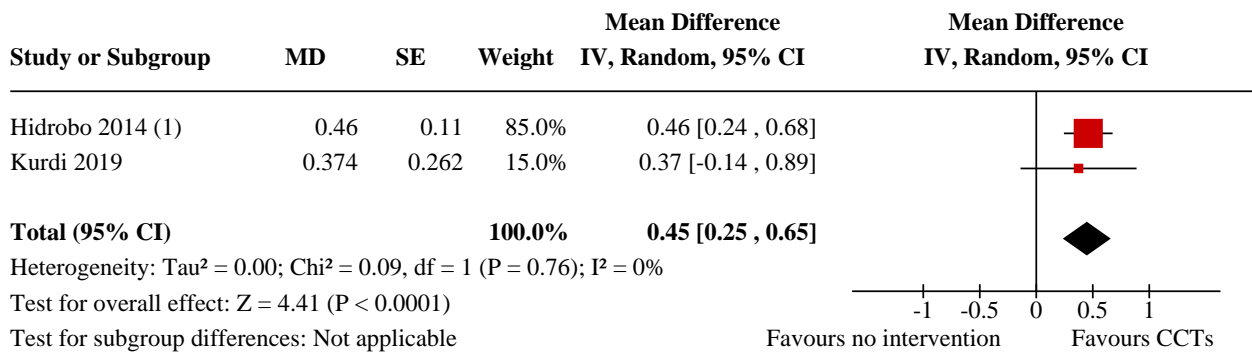 Mean Difference Mean Difference
Study or Subgroup MD SE Weight IV, Random, 95% CI IV, Random, 95% CI
Hidrobo 2014 (1) 0.46 0.11 85.0% 0.46 [0.24 , 0.68]
Kurdi 2019 0.374 0.262 15.0% 0.37 [-0.14 , 0.89]
Total (95% CI) 100.0% 0.45 [0.25 , 0.65]
Heterogeneity: Tau² = 0.00; Chi² = 0.09, df = 1 (P = 0.76); I² = 0%
Test for overall effect: Z = 4.41 (P < 0.0001)
-1 -0.5 0 0.5 1
Test for subgroup differences: Not applicable Favours no intervention Favours CCTs